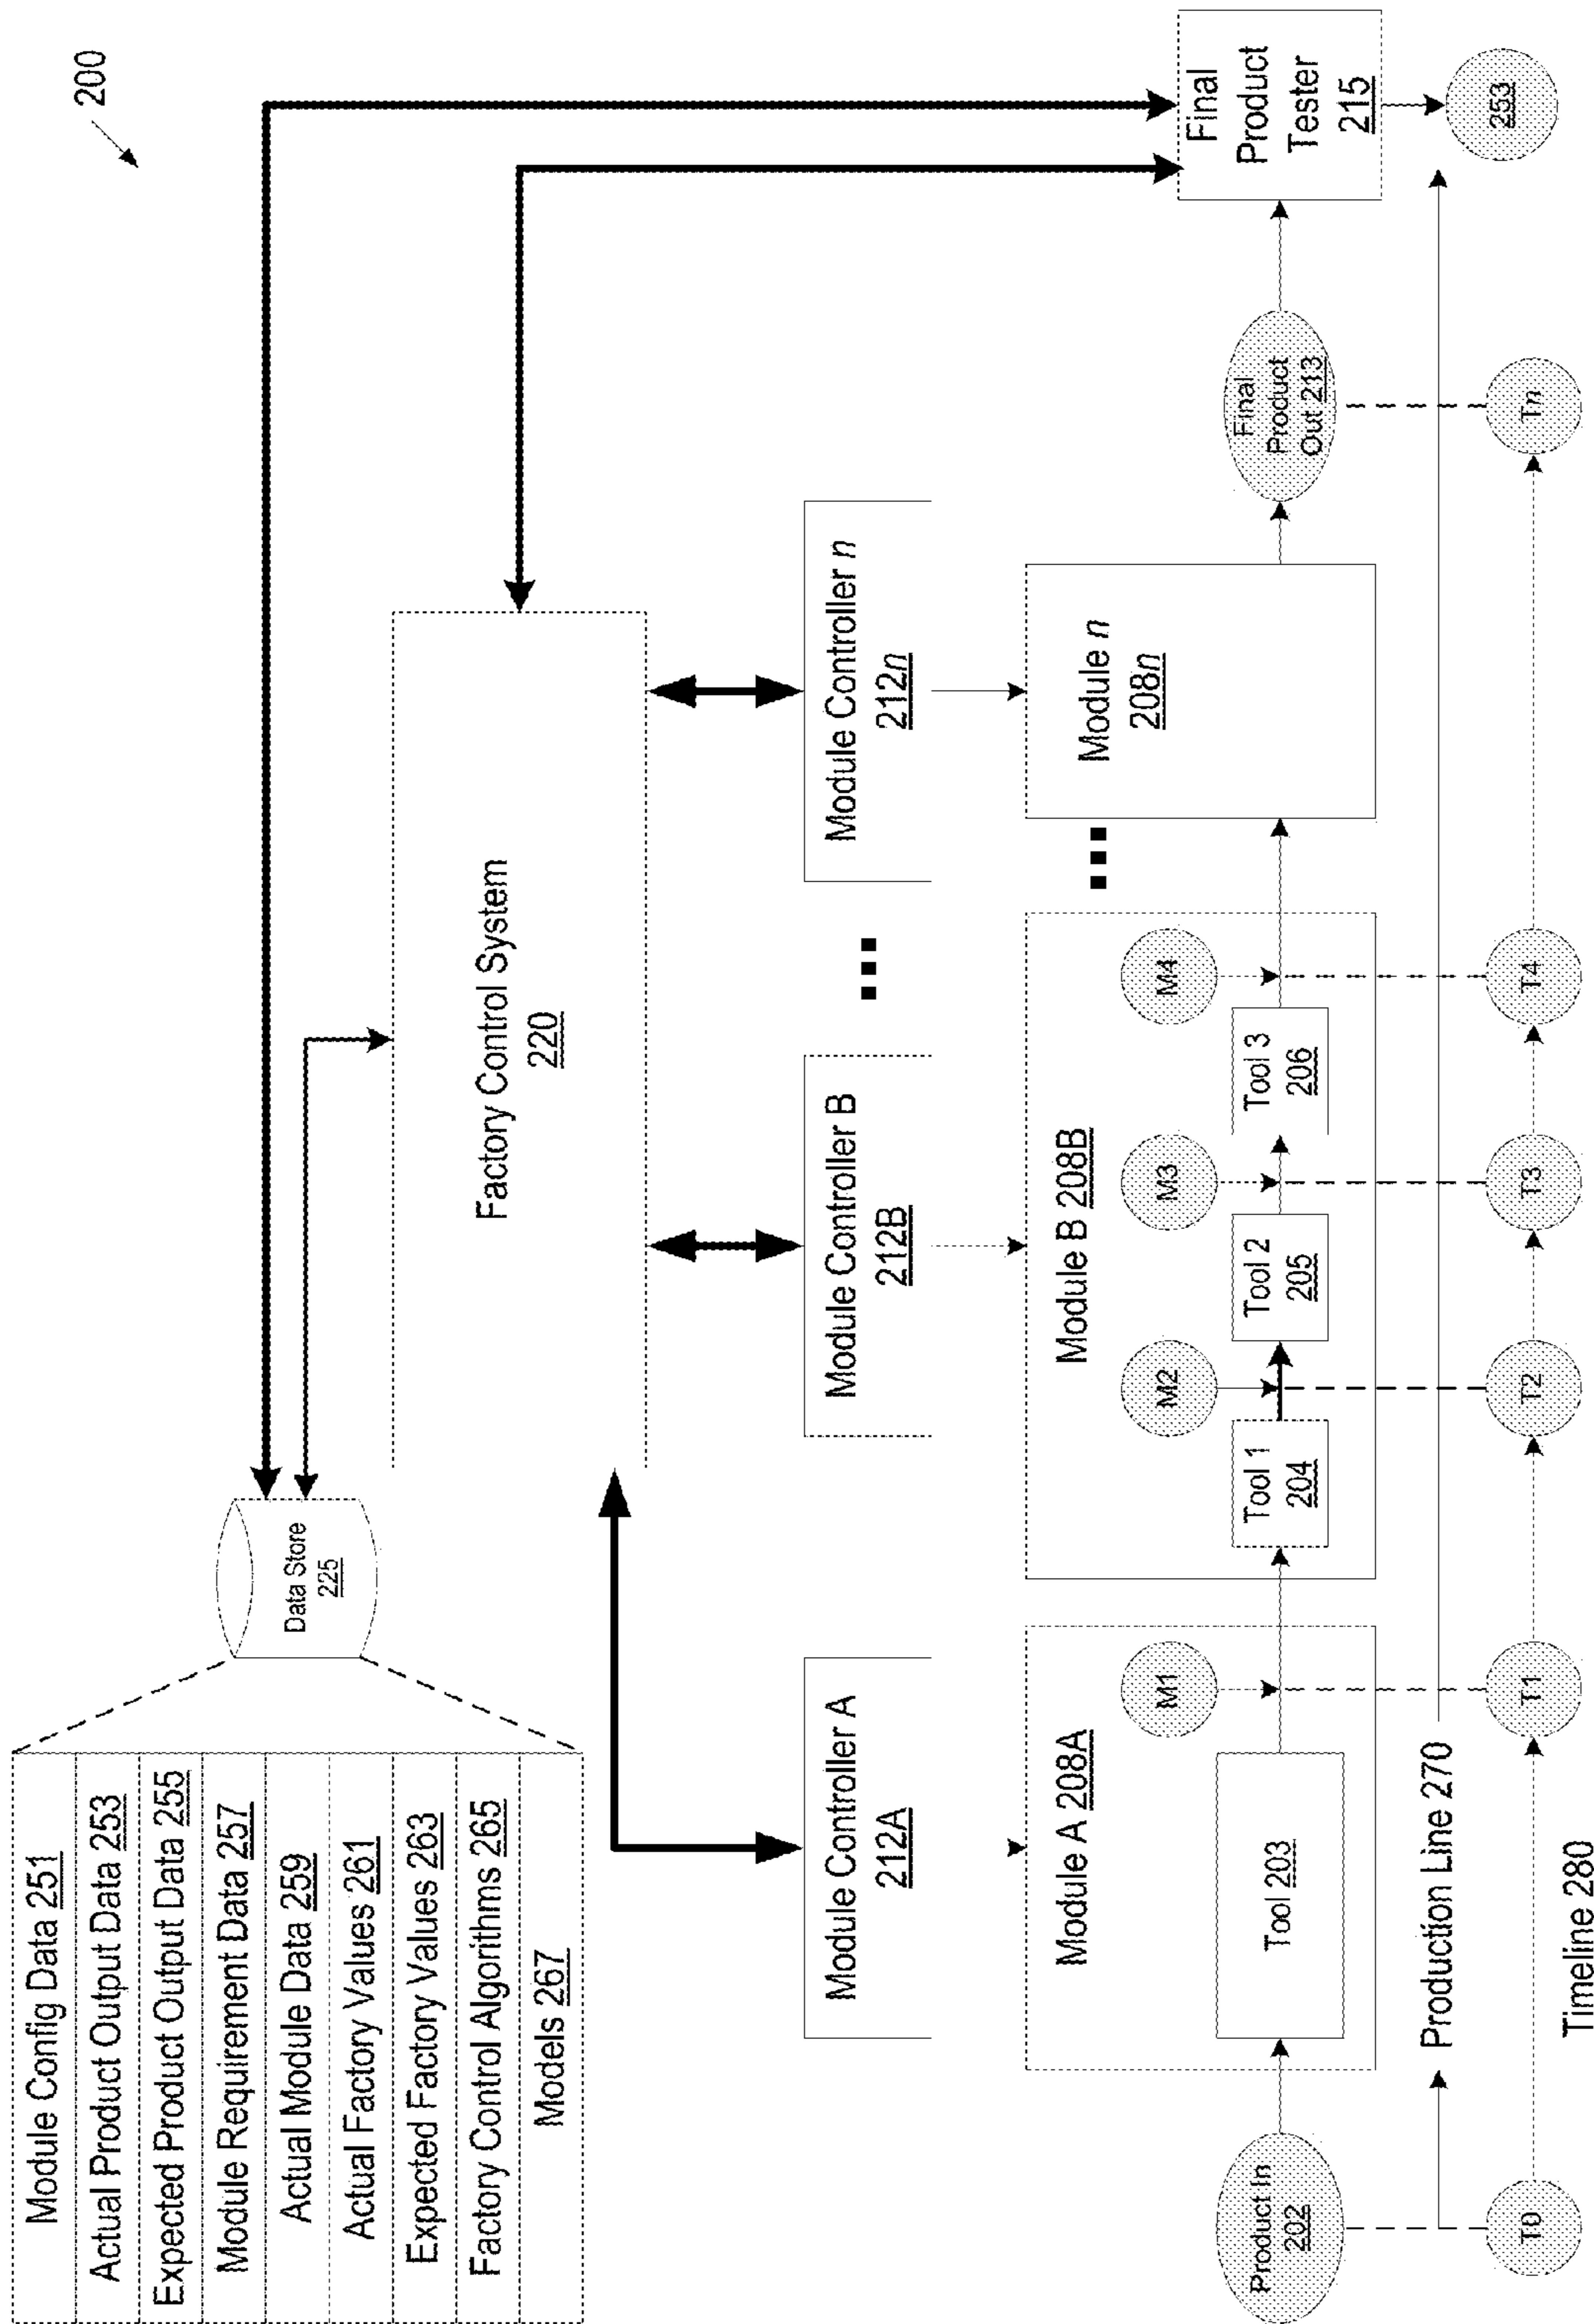 200
Module Config Data 251
Actual Product Output Data 253
Expected Product Output Data 255
Module Requirement Data 257
Actual Module Data 259
Actual Factory Values 261
Expected Factory Values 263
Factory Control Algorithms 265
Models 267
Data Store
225
Factory Control System
220
Module Controller A
212A
Module Controller B
212B
...
Module Controller n
212n
Module A 208A
M1
Tool 203
Module B 208B
M2
M3
M4
Tool 1
204
Tool 2
205
Tool 3
206
...
Module n
208n
Product In
202
Final
Product
Out 213
Final
Product
Tester
215
253
Production Line 270
T0
T1
T2
T3
T4
Tn
Timeline 280